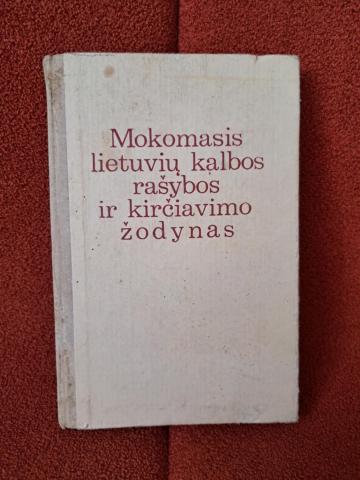 Mokomasis
lietuvių kalbos
rašybos
ir kirčiavimo
žodynas